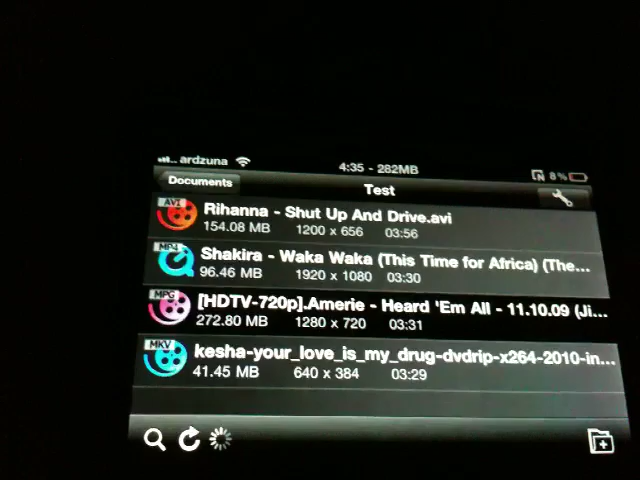 ardzuna 4:35 - 282MB N 8%
Documents Test
AVI Rihanna - Shut Up And Drive.avi
154.08 MB 1200 x 656 03:56
MP4 Shakira - Waka Waka (This Time for Africa) (The...
96.46 MB 1920 x 1080 03:30
MPG [HDTV-720p].Amerie - Heard 'Em All - 11.10.09 (Ji...
272.80 MB 1280 x 720 03:31
MKV kesha-your_love_is_my_drug-dvdrip-x264-2010-in...
41.45 MB 640 x 384 03:29